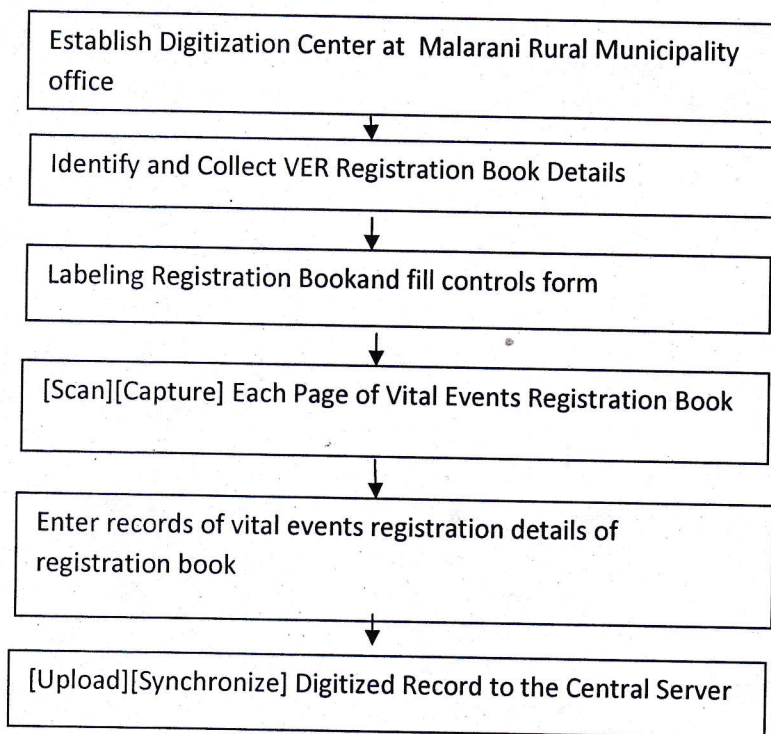 Establish Digitization Center at Malarani Rural Municipality
office
Identify and Collect VER Registration Book Details
Labeling Registration Bookand fill controls form
[Scan][Capture] Each Page of Vital Events Registration Book
Enter records of vital events registration details of
registration book
[Upload][Synchronize] Digitized Record to the Central Server